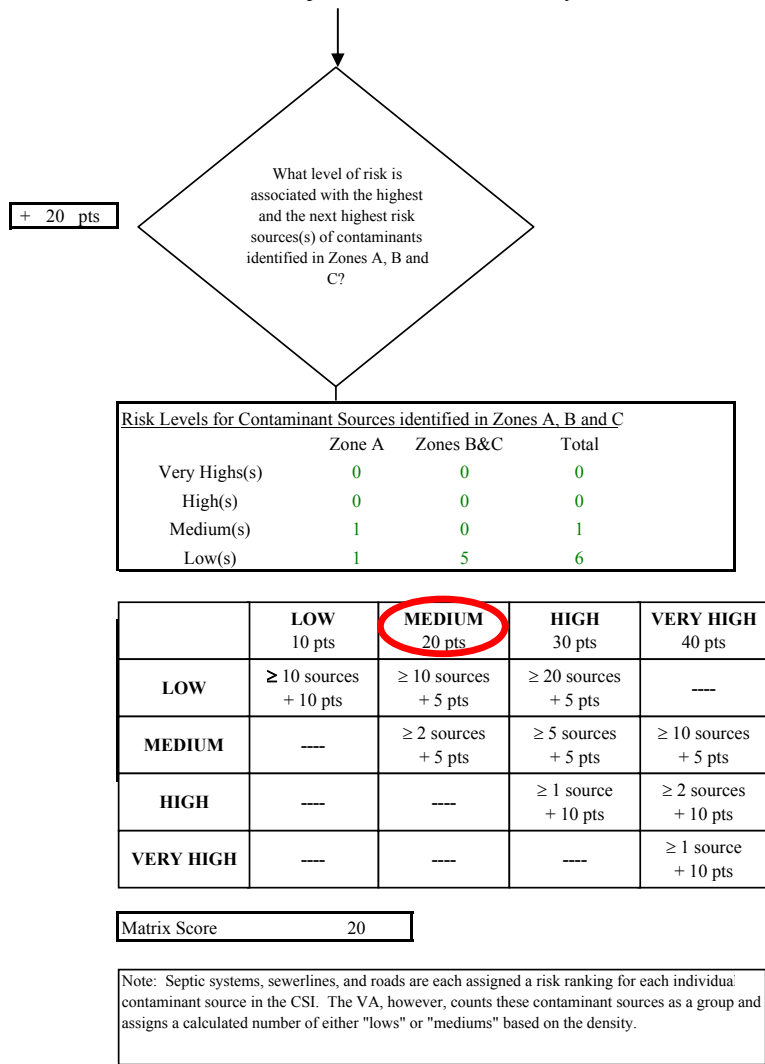 What level of risk is
associated with the highest
and the next highest risk
sources(s) of contaminants
identified in Zones A, B and
C?
+ 20 pts
Risk Levels for Contaminant Sources identified in Zones A, B and C
Zone A Zones B&C Total
Very Highs(s) 0 0 0
High(s) 0 0 0
Medium(s) 1 0 1
Low(s) 1 5 6
LOW MEDIUM HIGH VERY HIGH
10 pts 20 pts 30 pts 40 pts
LOW ≥ 10 sources ≥ 10 sources ≥ 20 sources ----
+ 10 pts + 5 pts + 5 pts
MEDIUM ---- ≥ 2 sources ≥ 5 sources ≥ 10 sources
+ 5 pts + 5 pts + 5 pts
HIGH ---- ---- ≥ 1 source ≥ 2 sources
+ 10 pts + 10 pts
VERY HIGH ---- ---- ---- ≥ 1 source
+ 10 pts
Matrix Score 20
Note: Septic systems, sewerlines, and roads are each assigned a risk ranking for each individual
contaminant source in the CSI. The VA, however, counts these contaminant sources as a group and
assigns a calculated number of either "lows" or "mediums" based on the density.